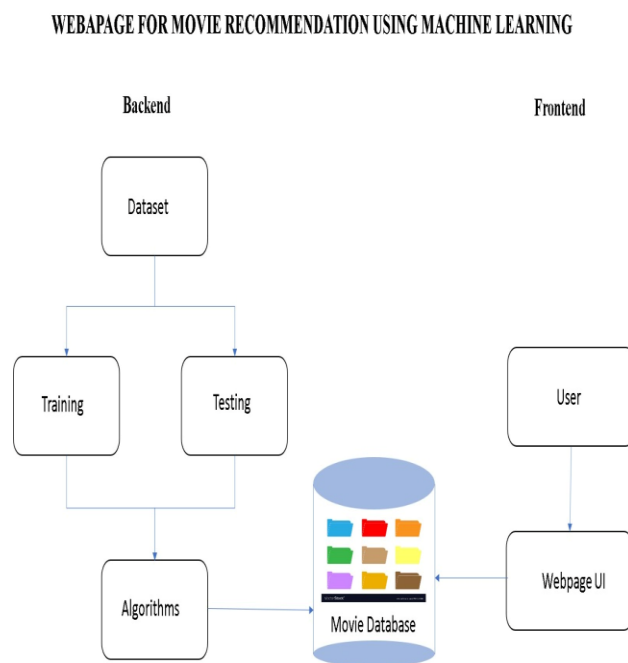 WEBAPAGE FOR MOVIE RECOMMENDATION USING MACHINE LEARNING
Backend
Frontend
Dataset
Training
Testing
User
Algorithms
Movie Database
Webpage UI